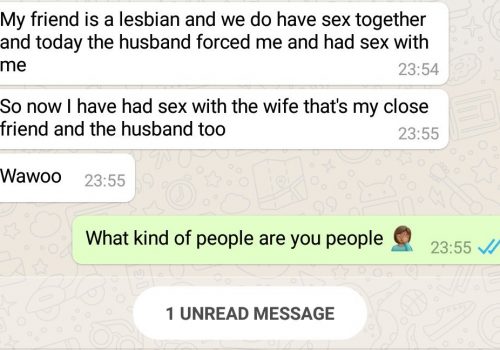 My friend is a lesbian and we do have sex together
and today the husband forced me and had sex with
me
23:54
So now I have had sex with the wife that's my close
friend and the husband too
23:55
Wawoo 23:55
What kind of people are you people 🤦🏾‍♀️ 23:55
1 UNREAD MESSAGE